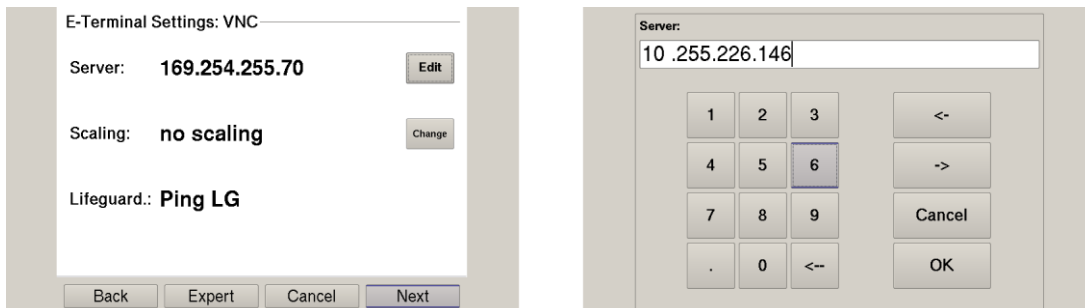 E-Terminal Settings: VNC
Server: 169.254.255.70 Edit
Scaling: no scaling Change
Lifeguard.: Ping LG
Back Expert Cancel Next
Server:
10 .255.226.146
1 2 3 <-
4 5 6 ->
7 8 9 Cancel
. 0 <-- OK